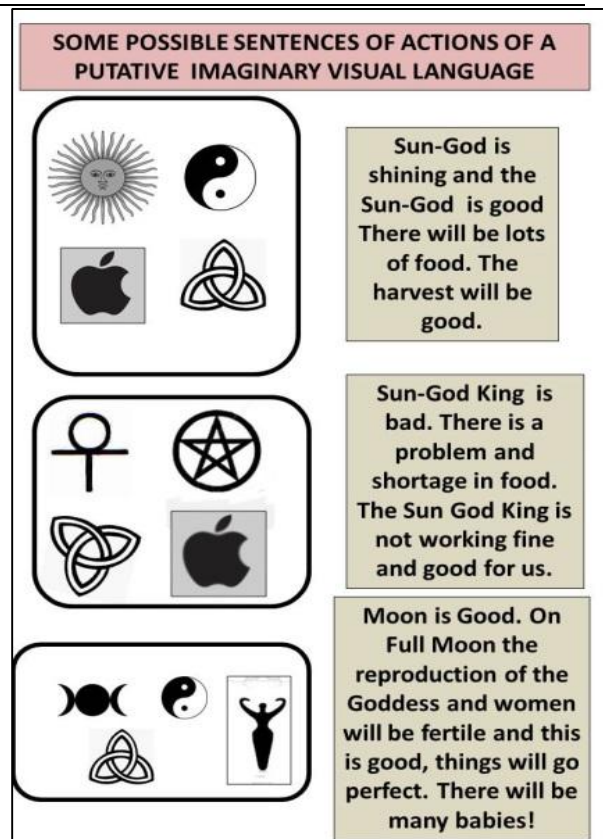 SOME POSSIBLE SENTENCES OF ACTIONS OF A
PUTATIVE IMAGINARY VISUAL LANGUAGE
Sun-God is
shining and the
Sun-God is good
There will be lots
of food. The
harvest will be
good.
Sun-God King is
bad. There is a
problem and
shortage in food.
The Sun God King is
not working fine
and good for us.
Moon is Good. On
Full Moon the
reproduction of the
Goddess and women
will be fertile and this
is good, things will go
perfect. There will be
many babies!